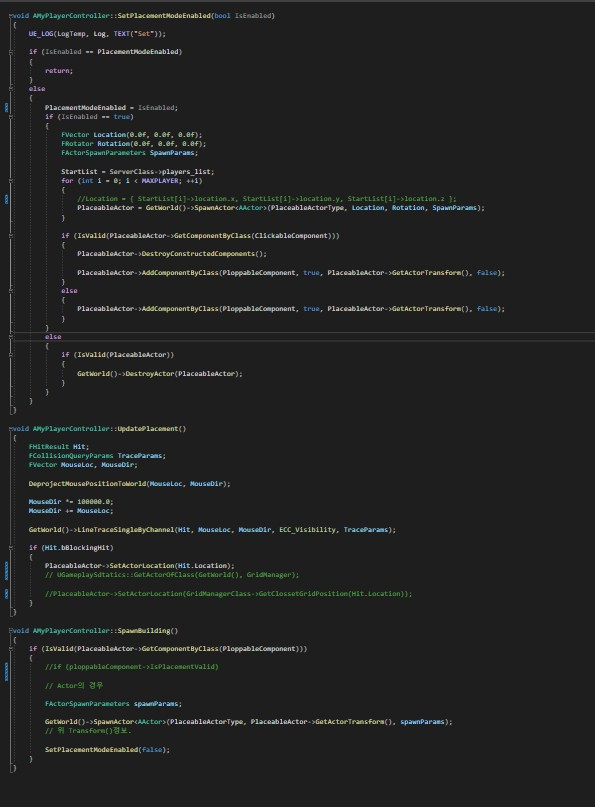 void AMyPlayerController::SetPlacementModeEnabled(bool IsEnabled)
{
UE_LOG(LogTemp, Log, TEXT("Set"));
if (IsEnabled == PlacementModeEnabled)
{
return;
}
else
{
PlacementModeEnabled = IsEnabled;
if (IsEnabled == true)
{
FVector Location(0.0f, 0.0f, 0.0f);
FRotator Rotation(0.0f, 0.0f, 0.0f);
FActorSpawnParameters SpawnParams;
StartList = ServerClass->players_list;
for (int i = 0; i < MAXPLAYER; ++i)
{
//Location = { StartList[i]->location.x, StartList[i]->location.y, StartList[i]->location.z };
PlaceableActor = GetWorld()->SpawnActor<AActor>(PlaceableActorType, Location, Rotation, SpawnParams);
}
if (IsValid(PlaceableActor->GetComponentByClass(ClickableComponent)))
{
PlaceableActor->DestroyConstructedComponents();
PlaceableActor->AddComponentByClass(PloppableComponent, true, PlaceableActor->GetActorTransform(), false);
}
else
{
PlaceableActor->AddComponentByClass(PloppableComponent, true, PlaceableActor->GetActorTransform(), false);
}
}
else
{
if (IsValid(PlaceableActor))
{
GetWorld()->DestroyActor(PlaceableActor);
}
}
}
}
void AMyPlayerController::UpdatePlacement()
{
FHitResult Hit;
FCollisionQueryParams TraceParams;
FVector MouseLoc, MouseDir;
DeprojectMousePositionToWorld(MouseLoc, MouseDir);
MouseDir *= 100000.0;
MouseDir += MouseLoc;
GetWorld()->LineTraceSingleByChannel(Hit, MouseLoc, MouseDir, ECC_Visibility, TraceParams);
if (Hit.bBlockingHit)
{
PlaceableActor->SetActorLocation(Hit.Location);
// UGameplaySdtatics::GetActorOfClass(GetWorld(), GridManager);
//PlaceableActor->SetActorLocation(GridManagerClass->GetClossetGridPosition(Hit.Location));
}
}
void AMyPlayerController::SpawnBuilding()
{
if (IsValid(PlaceableActor->GetComponentByClass(PloppableComponent)))
{
//if (ploppableComponent->IsPlacementValid)
// Actor의 경우
FActorSpawnParameters spawnParams;
GetWorld()->SpawnActor<AActor>(PlaceableActorType, PlaceableActor->GetActorTransform(), spawnParams);
// 위 Transform()정보.
SetPlacementModeEnabled(false);
}
}